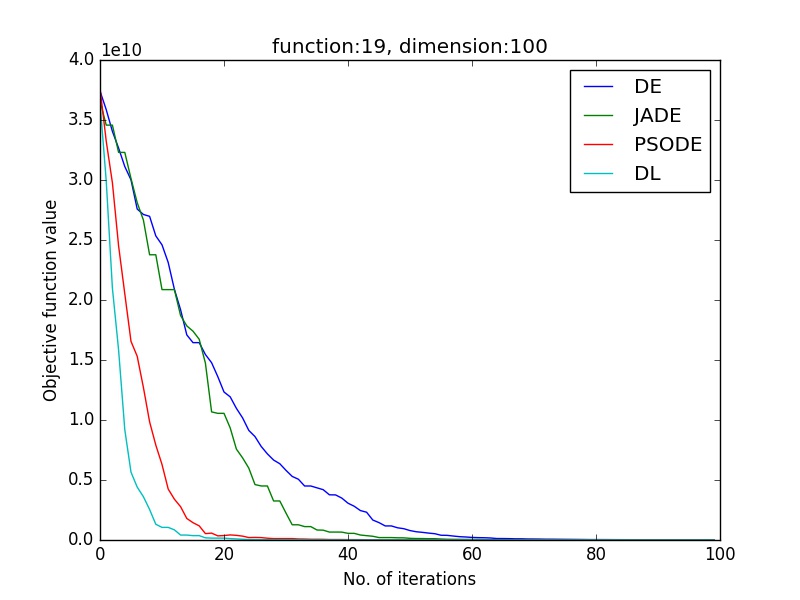 function:19, dimension:100
1e10
4.0
3.5
3.0
2.5
2.0
1.5
1.0
0.5
0.0
Objective function value
DE
JADE
PSODE
DL
0 20 40 60 80 100
No. of iterations